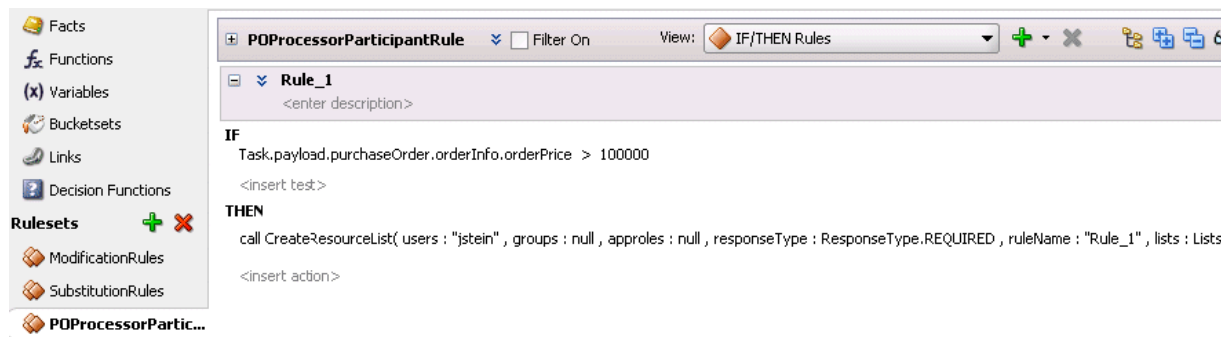 Facts
Functions
(x) Variables
Bucketsets
Links
Decision Functions
Rulesets
ModificationRules
SubstitutionRules
POProcessorPartic...
POProcessorParticipantRule Filter On View: IF/THEN Rules
Rule_1
<enter description>
IF
Task.payload.purchaseOrder.orderInfo.orderPrice > 100000
<insert test>
THEN
call CreateResourceList( users : "jstein" , groups : null , approles : null , responseType : ResponseType.REQUIRED , ruleName : "Rule_1" , lists : Lists
<insert action>